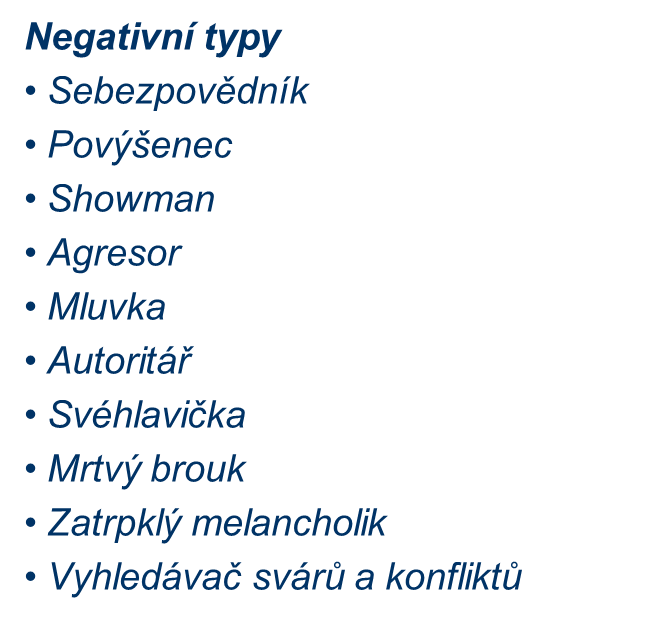 Negativní typy
• Sebezpovědník
• Povýšenec
• Showman
• Agresor
• Mluvka
• Autoritář
• Svéhlavička
• Mrtvý brouk
• Zatrpklý melancholik
• Vyhledávač svárů a konfliktů